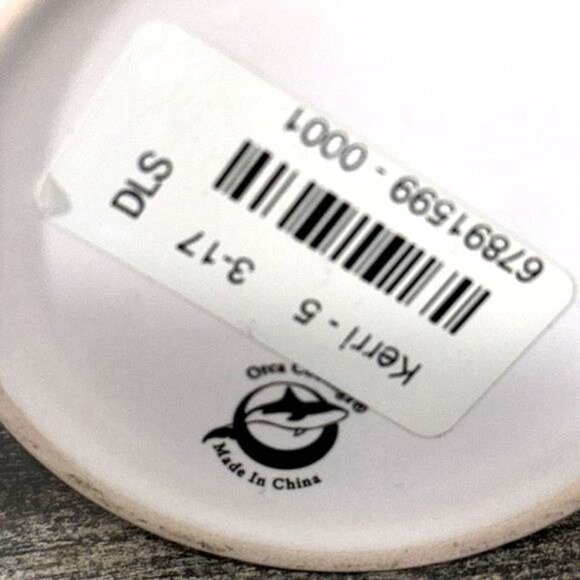 67891599 - 0001
Kerri - 5 3-17
DLS
Orca
Made In China